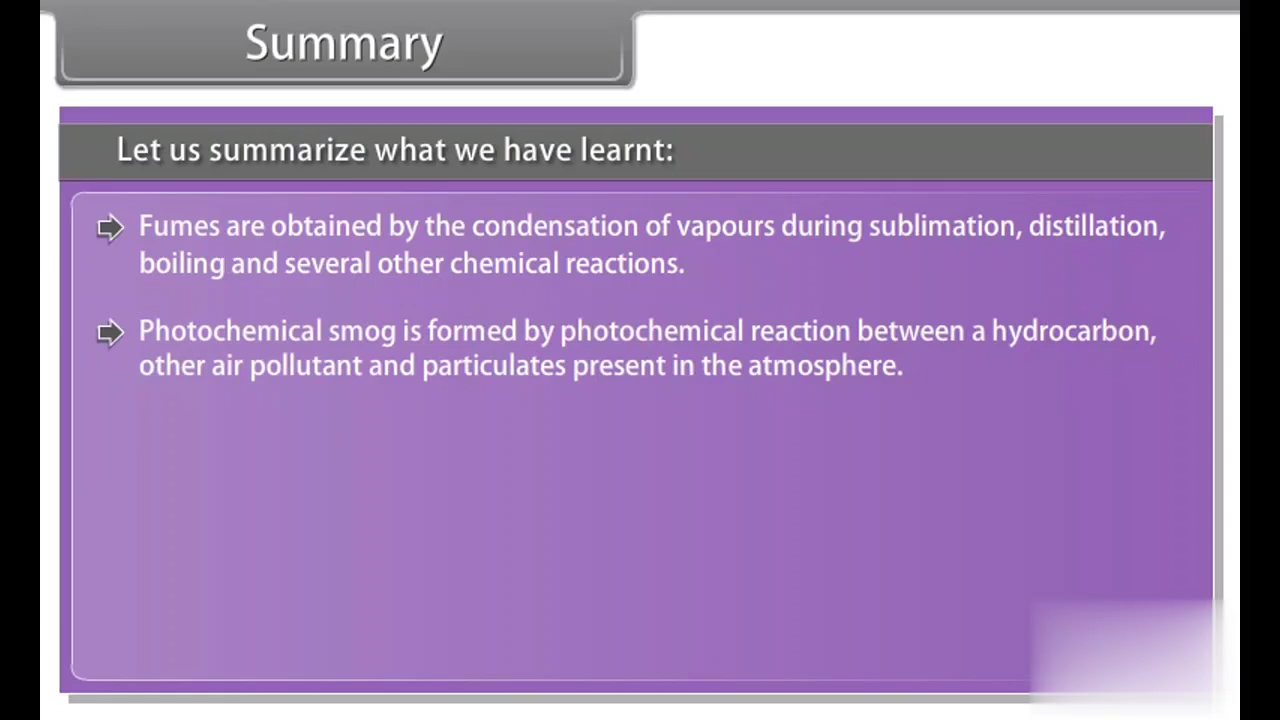 Summary
Let us summarize what we have learnt:
Fumes are obtained by the condensation of vapours during sublimation, distillation,
boiling and several other chemical reactions.
Photochemical smog is formed by photochemical reaction between a hydrocarbon,
other air pollutant and particulates present in the atmosphere.